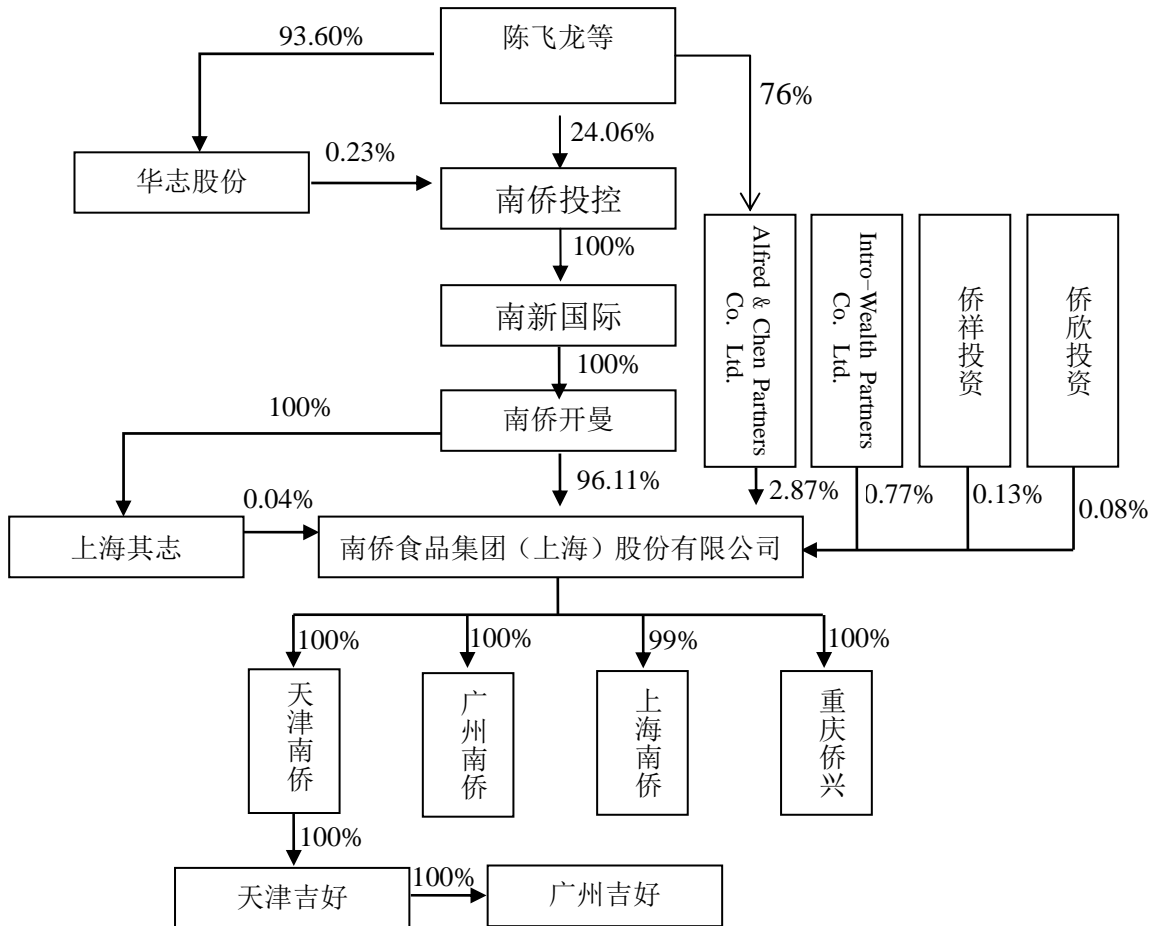 陈飞龙等
93.60%
76%
24.06%
0.23%
华志股份
南侨投控
100%
南新国际
100%
南侨开曼
100%
Alfred & Chen Partners
Co. Ltd.
Intro-Wealth Partners
Co. Ltd.
侨祥投资
侨欣投资
96.11%
2.87%
0.77%
0.13%
0.08%
0.04%
上海其志
南侨食品集团（上海）股份有限公司
100%
100%
99%
100%
天津南侨
广州南侨
上海南侨
重庆侨兴
100%
天津吉好
100%
广州吉好